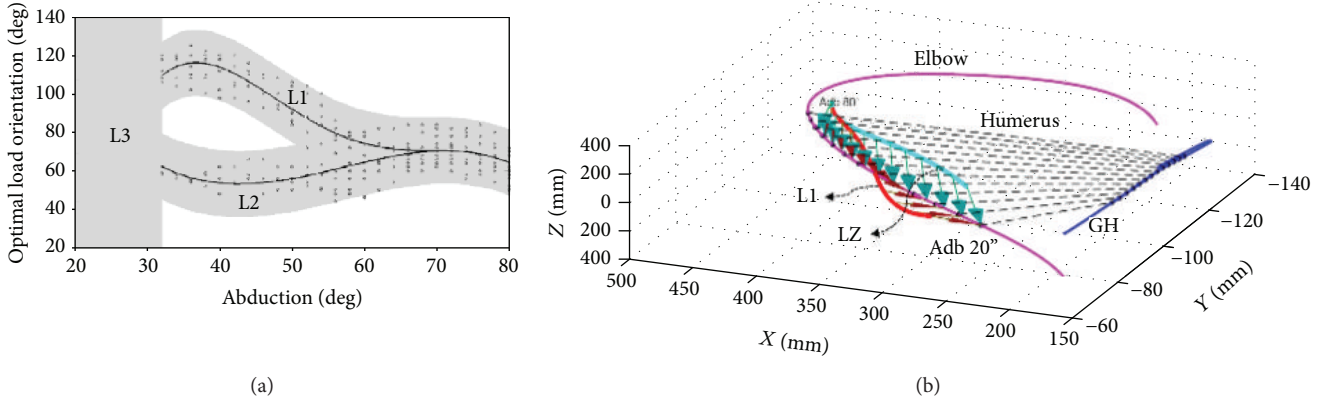 140
120
100
80
60
40
20
20 30 40 50 60 70 80
Optimal load orientation (deg)
Abduction (deg)
L1
L2
L3
(a)
Elbow
Adb 80
Humerus
L1
LZ
Adb 20"
GH
400
200
0
200
400
Z (mm)
500 450 400 350 300 250 200 150
X (mm)
−140
−120
−100
−80
−60
Y (mm)
(b)